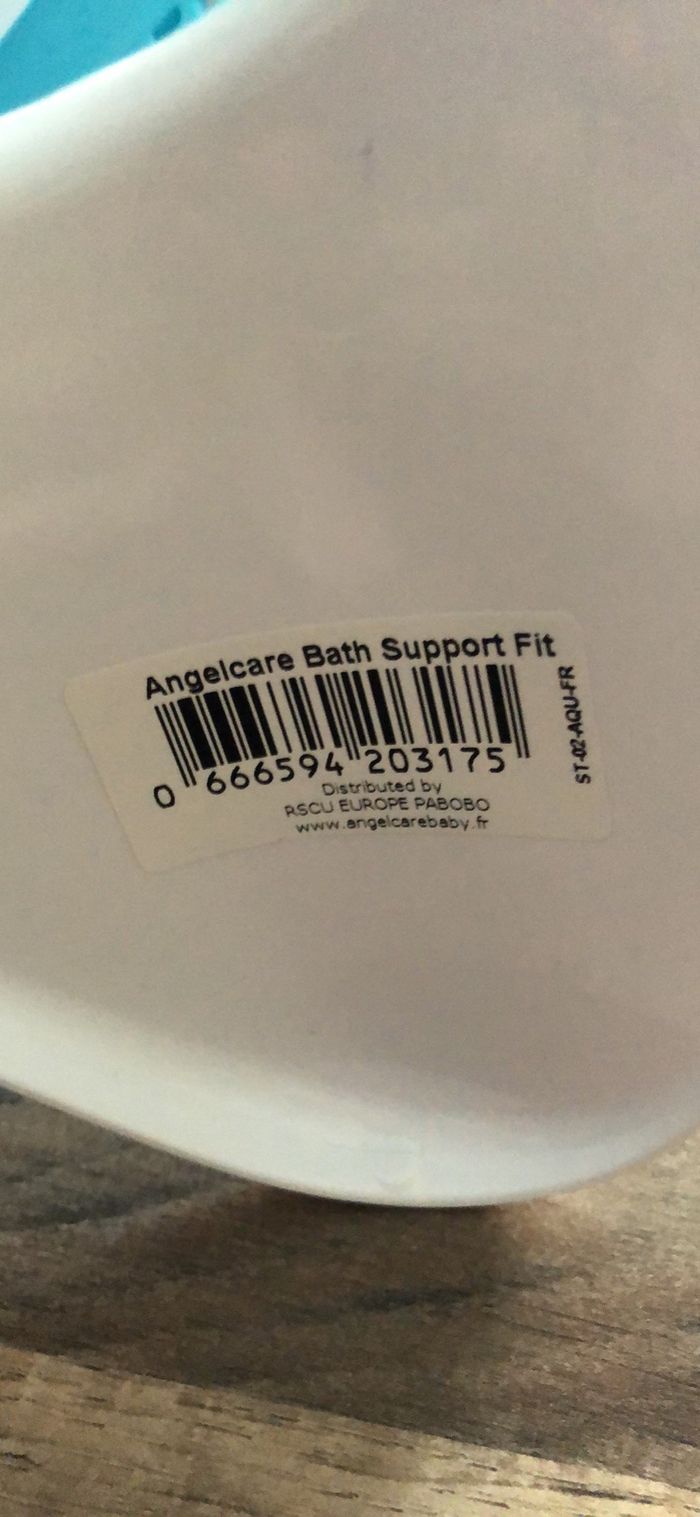 Angelcare Bath Support Fit
0 666594 203175
Distributed by
RSCU EUROPE PABOBO
www.angelcarebaby.fr
ST-02-AQU-FR